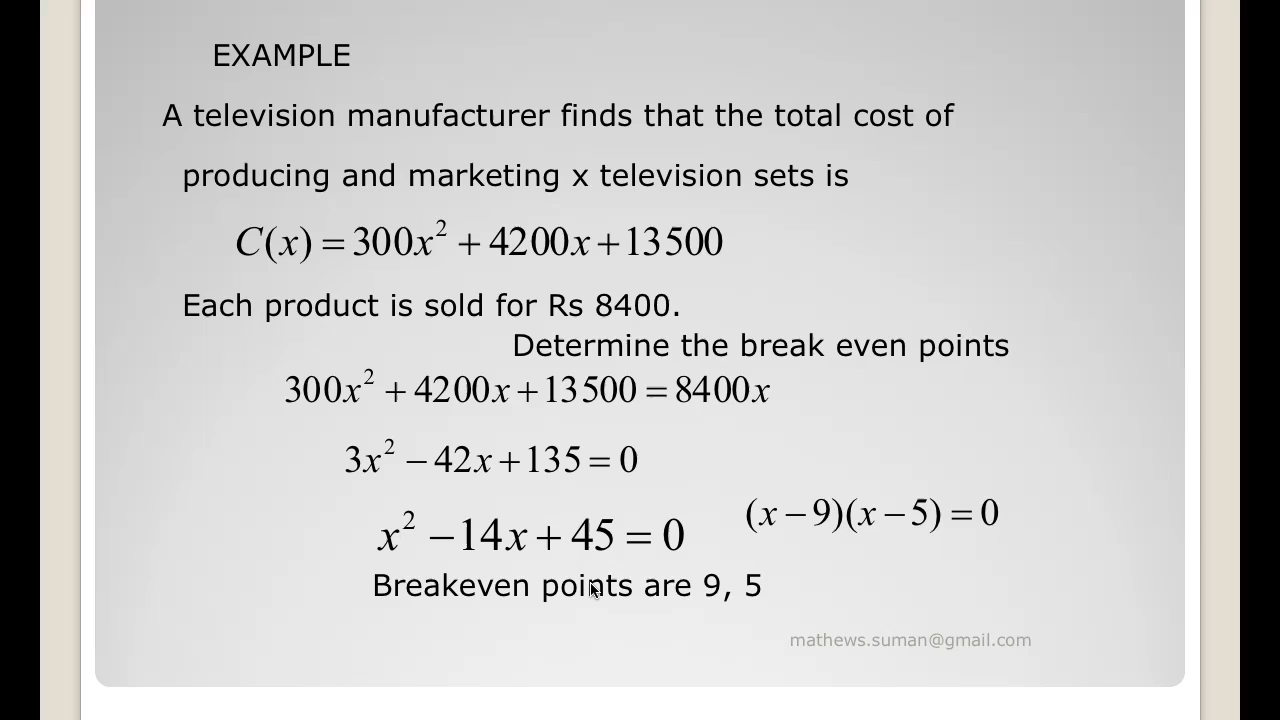 EXAMPLE
A television manufacturer finds that the total cost of
producing and marketing x television sets is
C(x) = 300x² + 4200x + 13500
Each product is sold for Rs 8400.
Determine the break even points
300x² + 4200x + 13500 = 8400x
3x² − 42x + 135 = 0
x² − 14x + 45 = 0
(x − 9)(x − 5) = 0
Breakeven points are 9, 5
mathews.suman@gmail.com